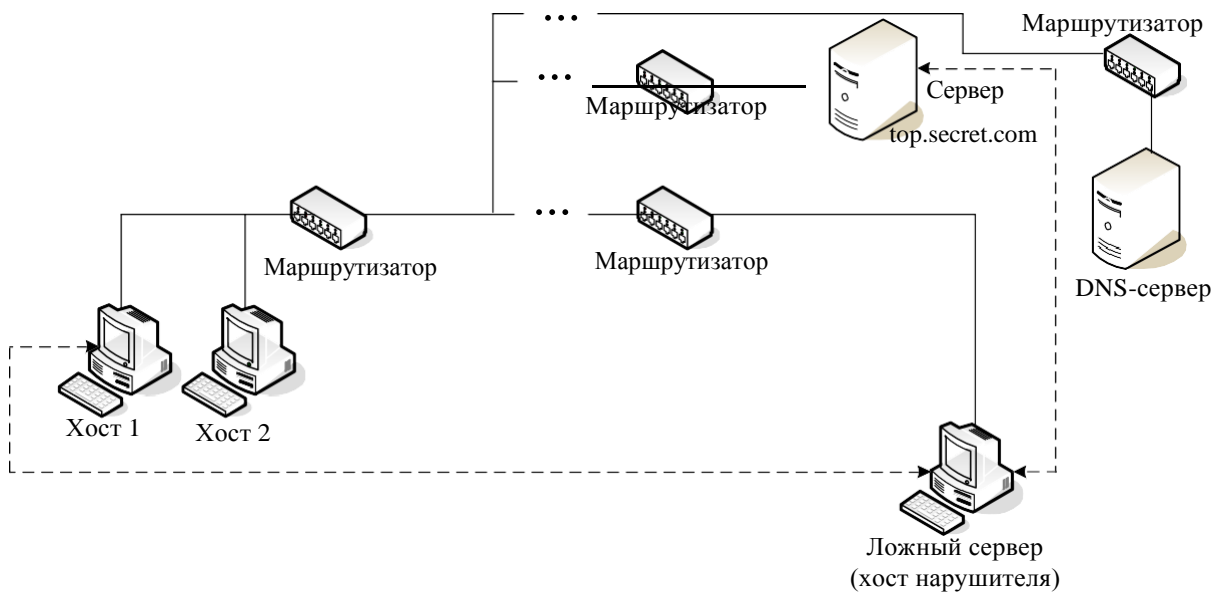 Маршрутизатор
Маршрутизатор
Сервер
top.secret.com
Маршрутизатор
Маршрутизатор
DNS-сервер
Хост 1
Хост 2
Ложный сервер
(хост нарушителя)